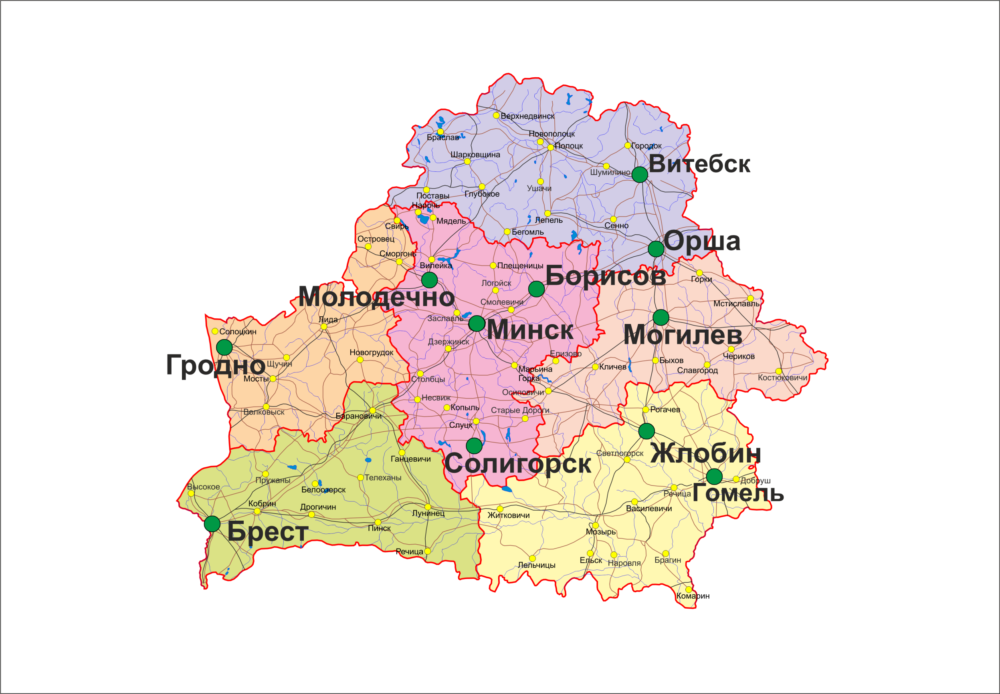 Верхнедвинск
Браслав
Новополоцк
Полоцк
Городок
Шарковщина
Витебск
Шумилино
Ушачи
Поставы
Глубокое
Нарочь
Мядель
Лепель
Сенно
Свирь
Бегомль
Островец
Орша
Сморгонь
Вилейка
Плещеницы
Борисов
Горки
Логойск
Молодечно
Смолевичи
Мстиславль
Заславль
Лида
Минск
Могилев
Солоцкин
Дзержинск
Новогрудок
Елизово
Чериков
Гродно
Щучин
Быхов
Кличев
Марьина
Горка
Славгород
Мосты
Столбцы
Костюковичи
Осиповичи
Несвиж
Копыль
Старые Дороги
Рогачев
Волковыск
Барановичи
Слуцк
Жлобин
Светлогорск
Ганцевичи
Солигорск
Пружаны
Телеханы
Добруш
Высокое
Белоозерск
Речица
Гомель
Кобрин
Дрогичин
Василевичи
Лунинец
Житковичи
Брест
Пинск
Мозырь
Речица
Ельск
Наровля
Брагин
Лельчицы
Комарин